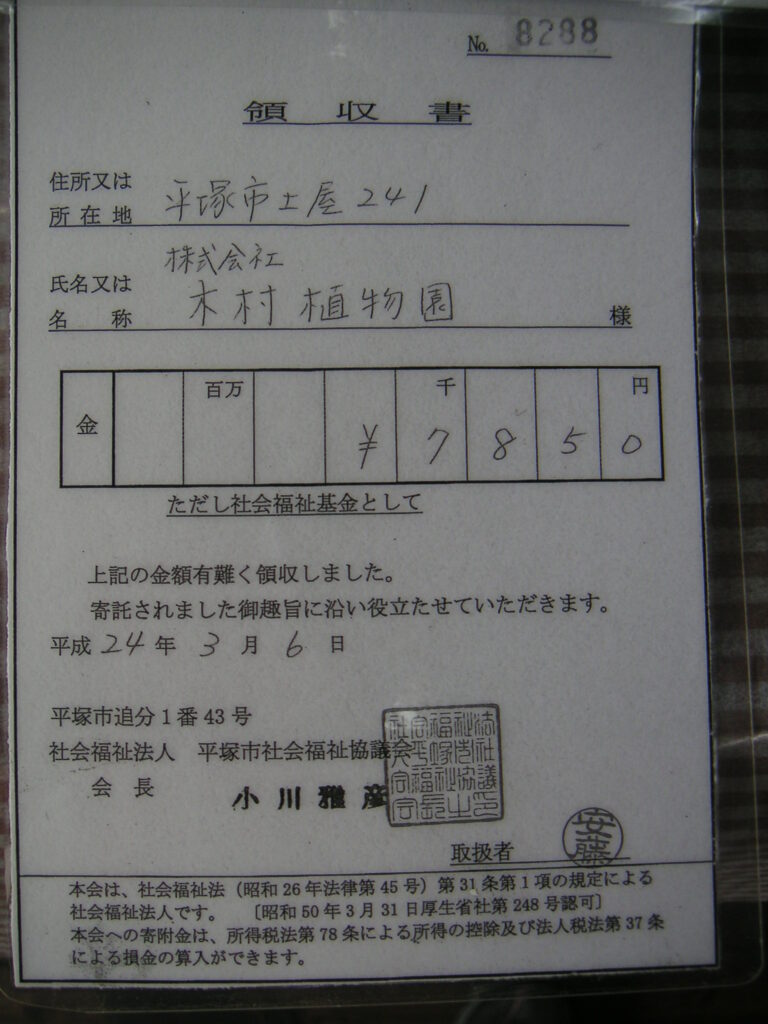 No. 8288
領収書
住所又は
所在地 平塚市土屋241
株式会社
氏名又は
名称 木村植物園 様
金 百万 千 円
¥7850
ただし社会福祉基金として
上記の金額有難く領収しました。
寄託されました御趣旨に沿い役立たせていただきます。
平成24年3月6日
平塚市追分1番43号
社会福祉法人 平塚市社会福祉協議会
会長 小川雅彦
取扱者 安藤
本会は、社会福祉法(昭和26年法律第45号)第31条第1項の規定による
社会福祉法人です。 〔昭和50年3月31日厚生省社第248号認可〕
本会への寄附金は、所得税法第78条による所得の控除及び法人税法第37条
による損金の算入ができます。